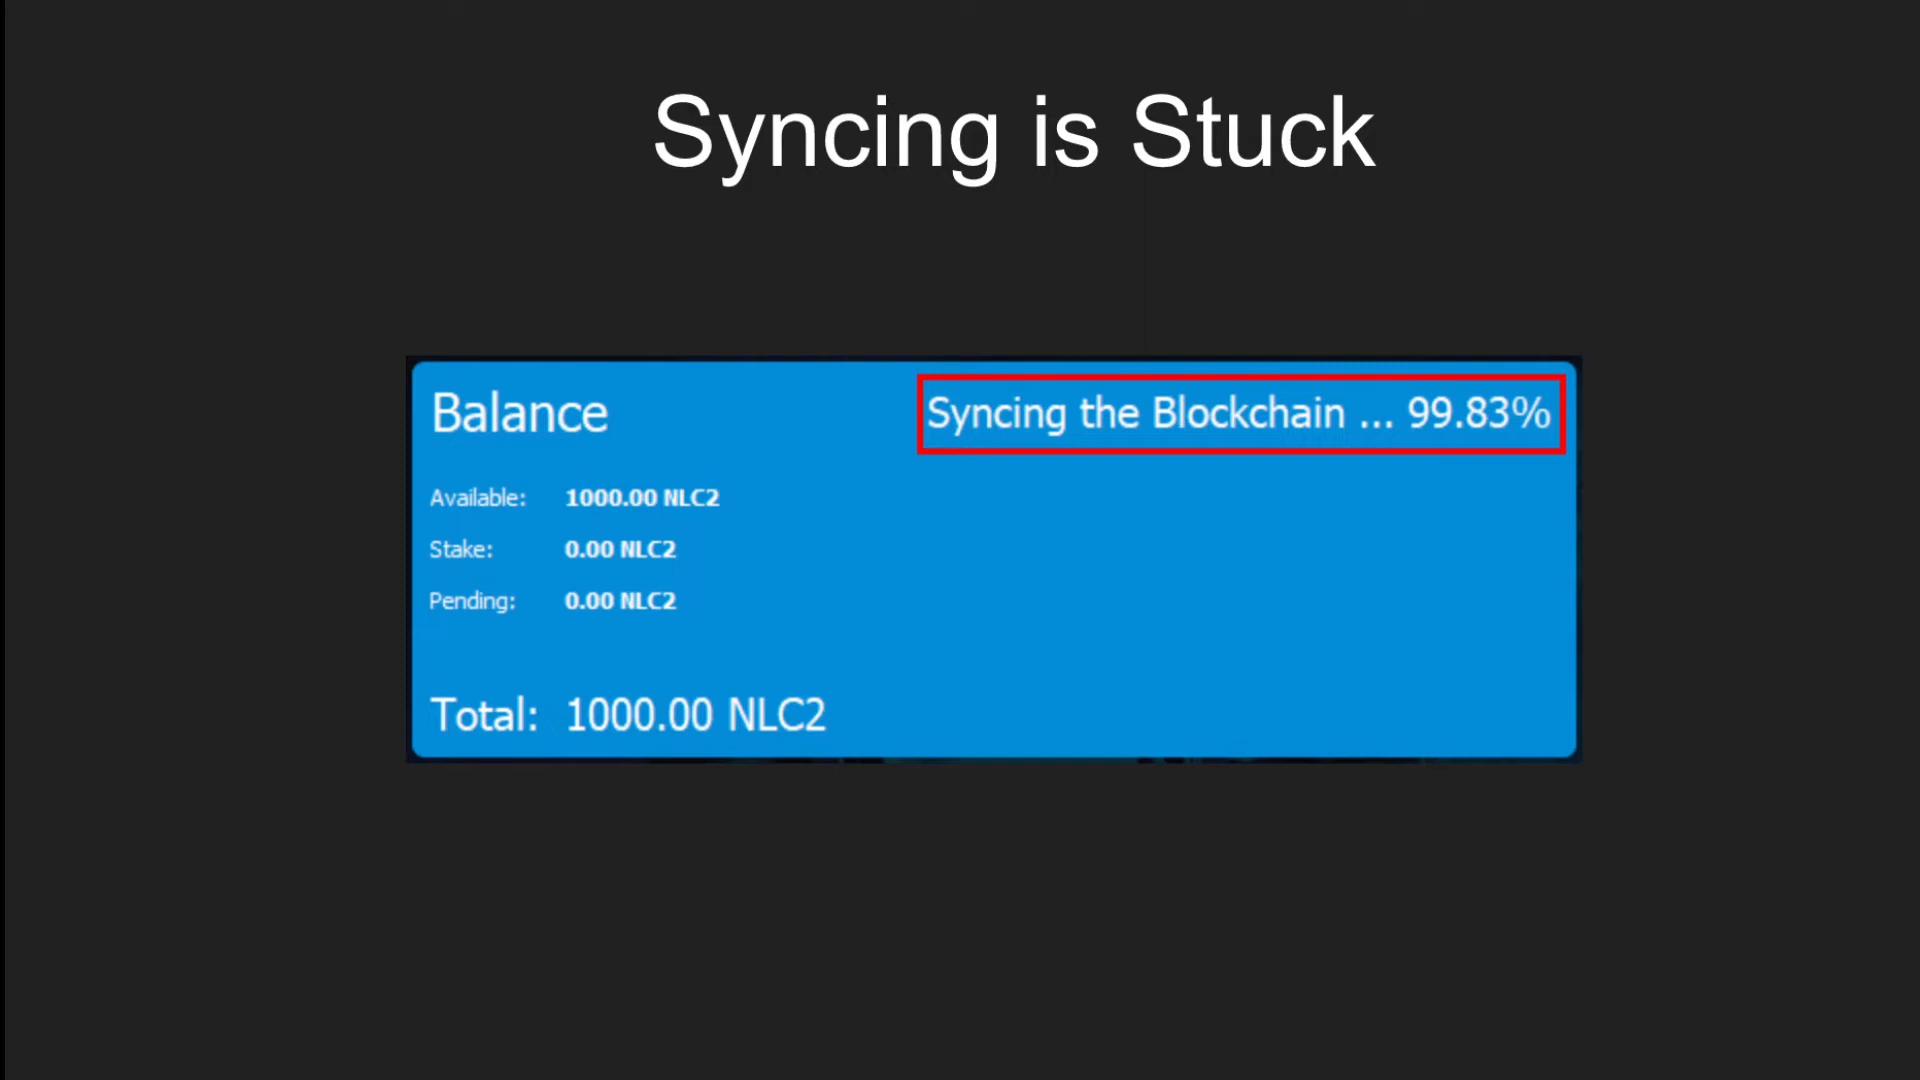 Syncing is Stuck
Balance
Syncing the Blockchain ... 99.83%
Available: 1000.00 NLC2
Stake: 0.00 NLC2
Pending: 0.00 NLC2
Total: 1000.00 NLC2